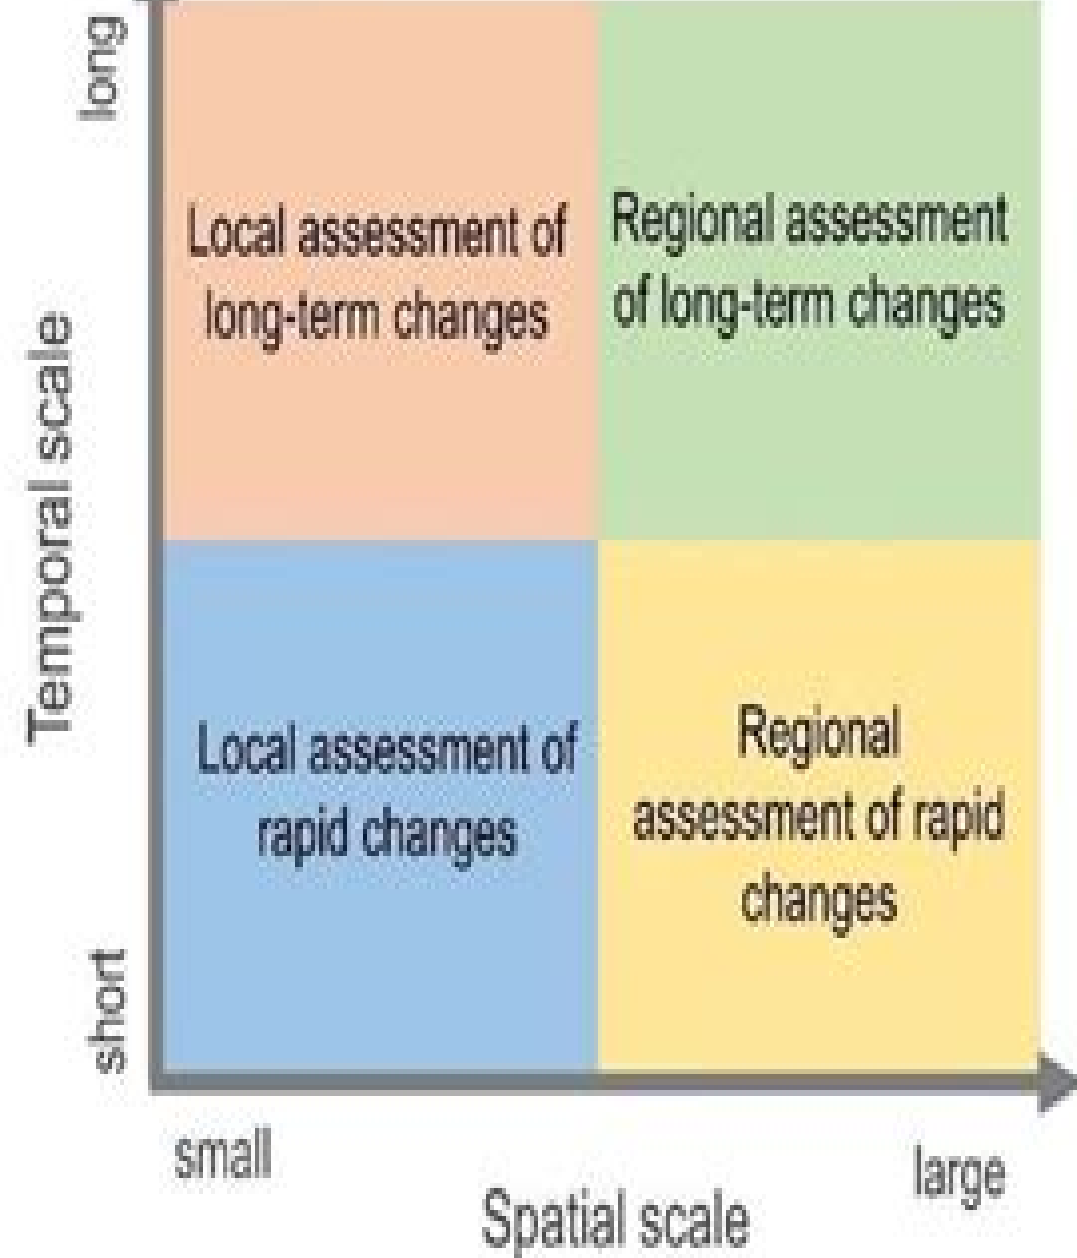 long
Temporal scale
short
Local assessment of
long-term changes
Regional assessment
of long-term changes
Local assessment of
rapid changes
Regional
assessment of rapid
changes
small
large
Spatial scale